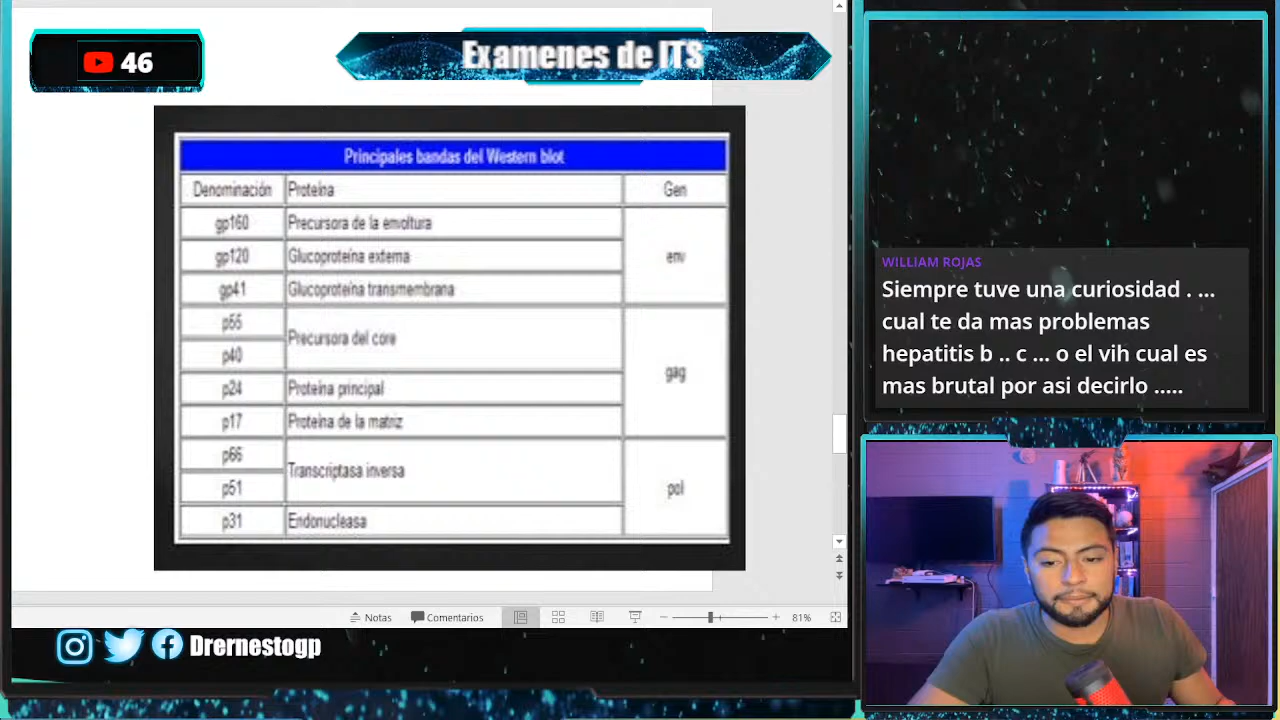 46
Examenes de ITS
Principales bandas del Western blot
Denominación Proteína Gen
gp160 Precursora de la emoltura
gp120 Glucoproteína externa env
gp41 Glucoproteína transmembrana
p55
Precursora del core
p40
gag
p24 Proteína principal
p17 Proteína de la matriz
p66
Transcriptasa inversa
p51
pol
p31 Endonucleasa
WILLIAM ROJAS
Siempre tuve una curiosidad . ...
cual te da mas problemas
hepatitis b .. c ... o el vih cual es
mas brutal por asi decirlo .....
Notas Comentarios 81%
Drernestogp